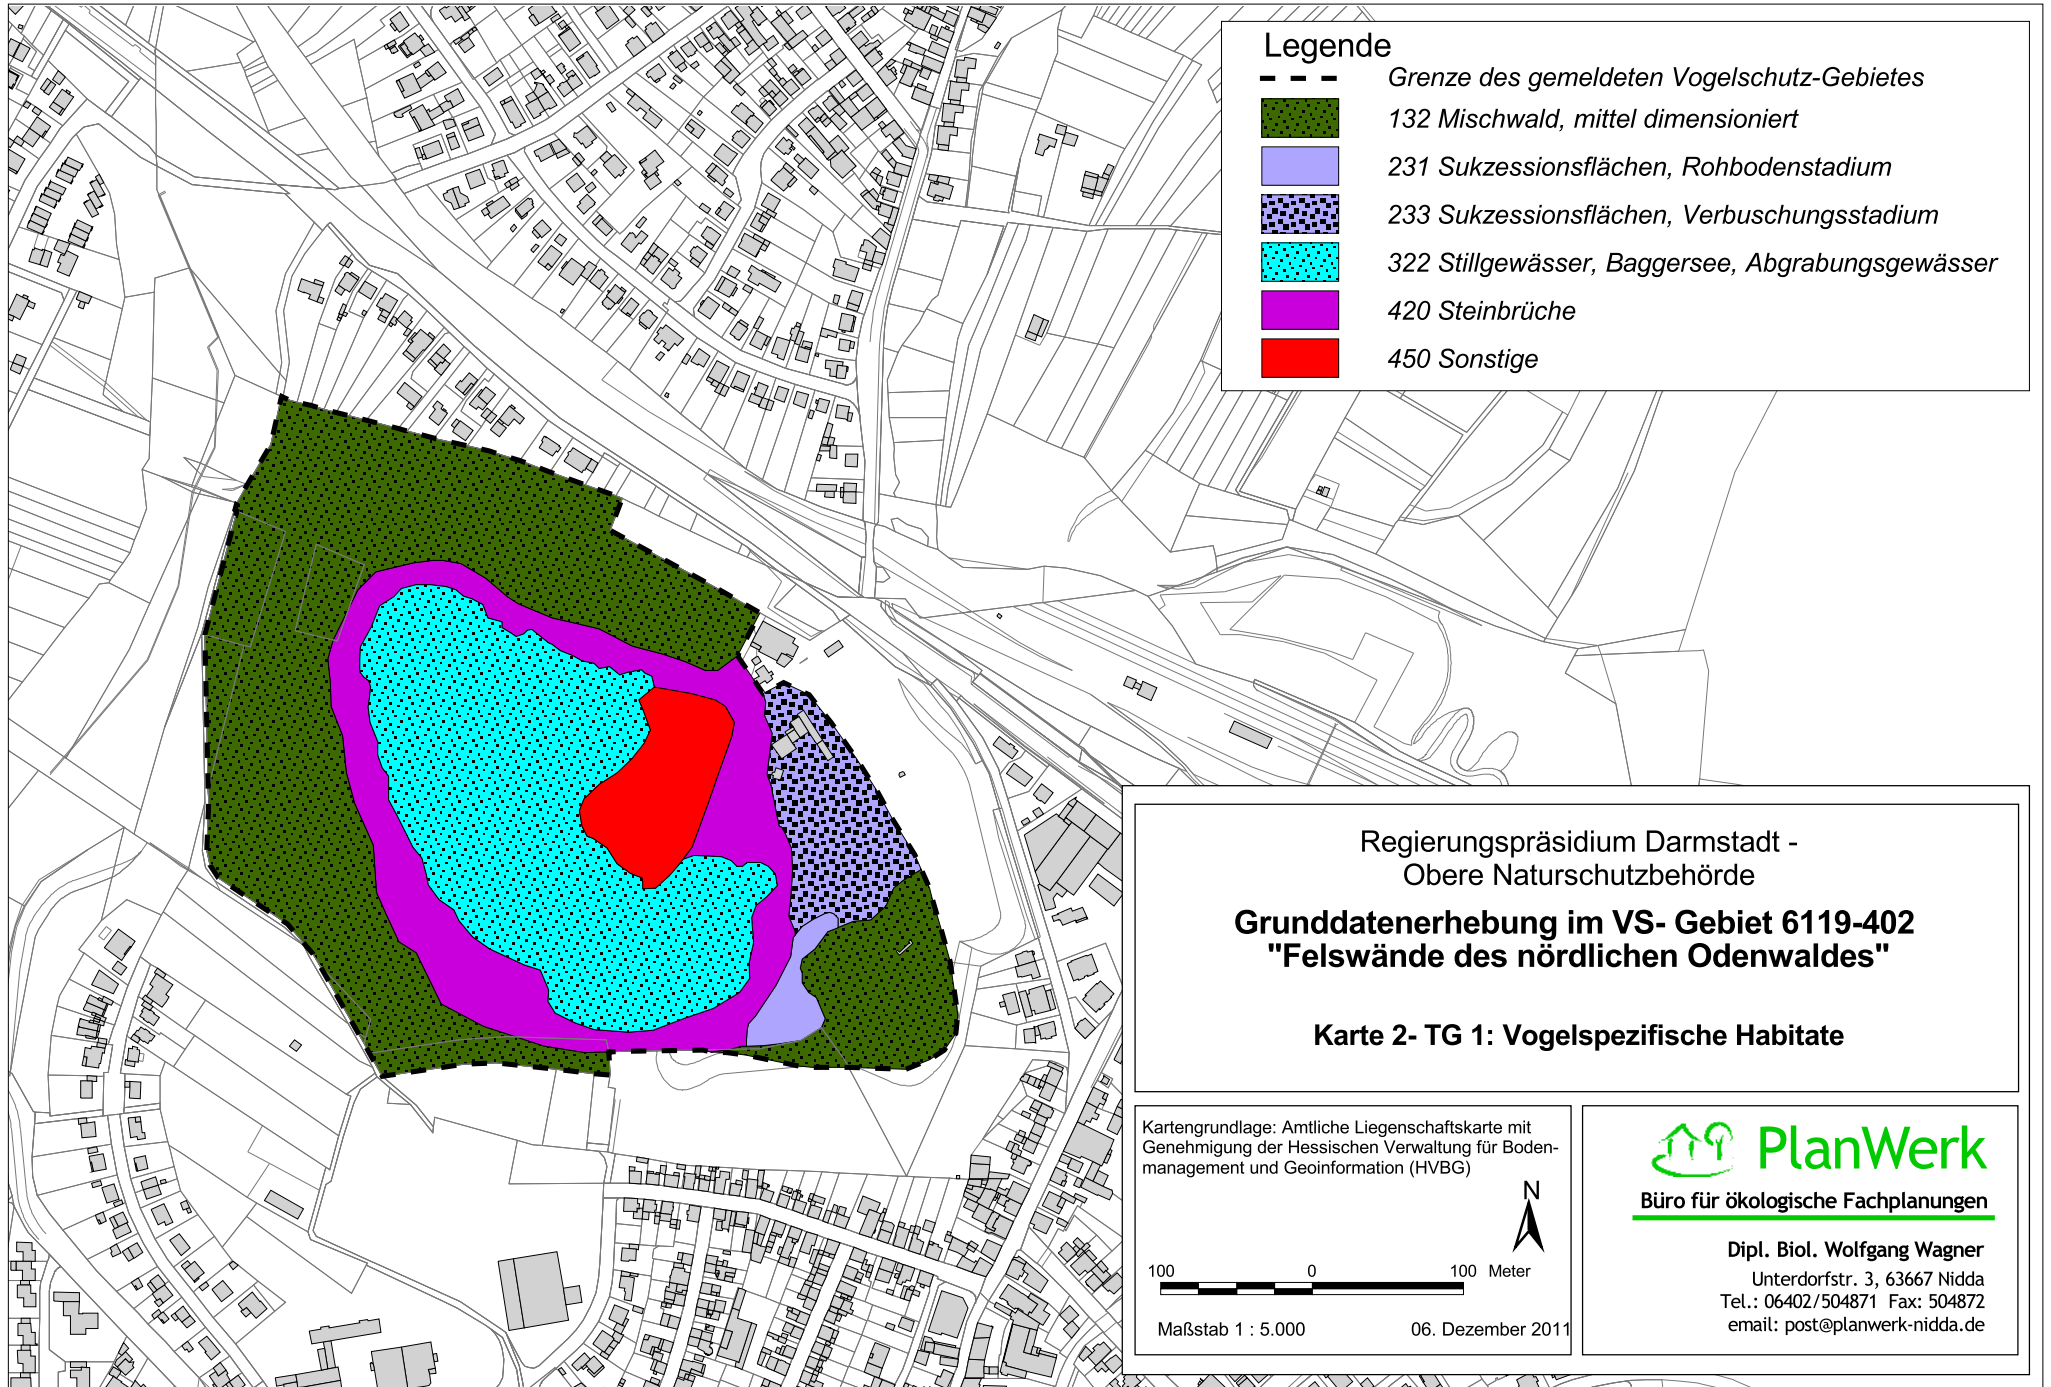 Legende
Grenze des gemeldeten Vogelschutz-Gebietes
132 Mischwald, mittel dimensioniert
231 Sukzessionsflächen, Rohbodenstadium
233 Sukzessionsflächen, Verbuschungsstadium
322 Stillgewässer, Baggersee, Abgrabungsgewässer
420 Steinbrüche
450 Sonstige
Regierungspräsidium Darmstadt -
Obere Naturschutzbehörde
Grunddatenerhebung im VS- Gebiet 6119-402
"Felswände des nördlichen Odenwaldes"
Karte 2- TG 1: Vogelspezifische Habitate
Kartengrundlage: Amtliche Liegenschaftskarte mit
Genehmigung der Hessischen Verwaltung für Boden-
management und Geoinformation (HVBG)
N
100 0 100 Meter
Maßstab 1 : 5.000 06. Dezember 2011
PlanWerk
Büro für ökologische Fachplanungen
Dipl. Biol. Wolfgang Wagner
Unterdorfstr. 3, 63667 Nidda
Tel.: 06402/504871 Fax: 504872
email: post@planwerk-nidda.de